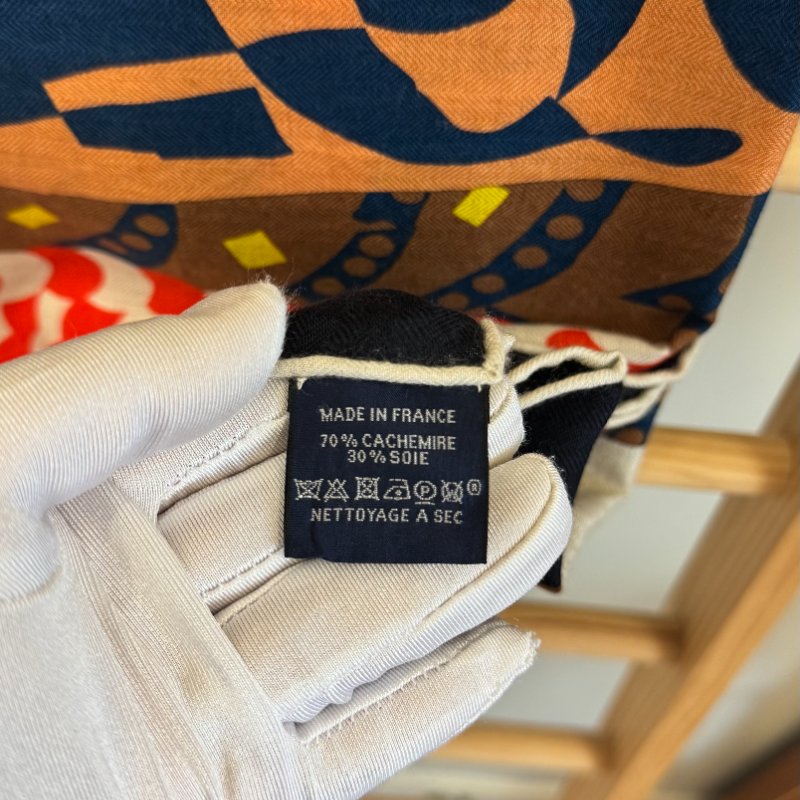 MADE IN FRANCE
70% CACHEMIRE
30% SOIE
P ®
NETTOYAGE A SEC